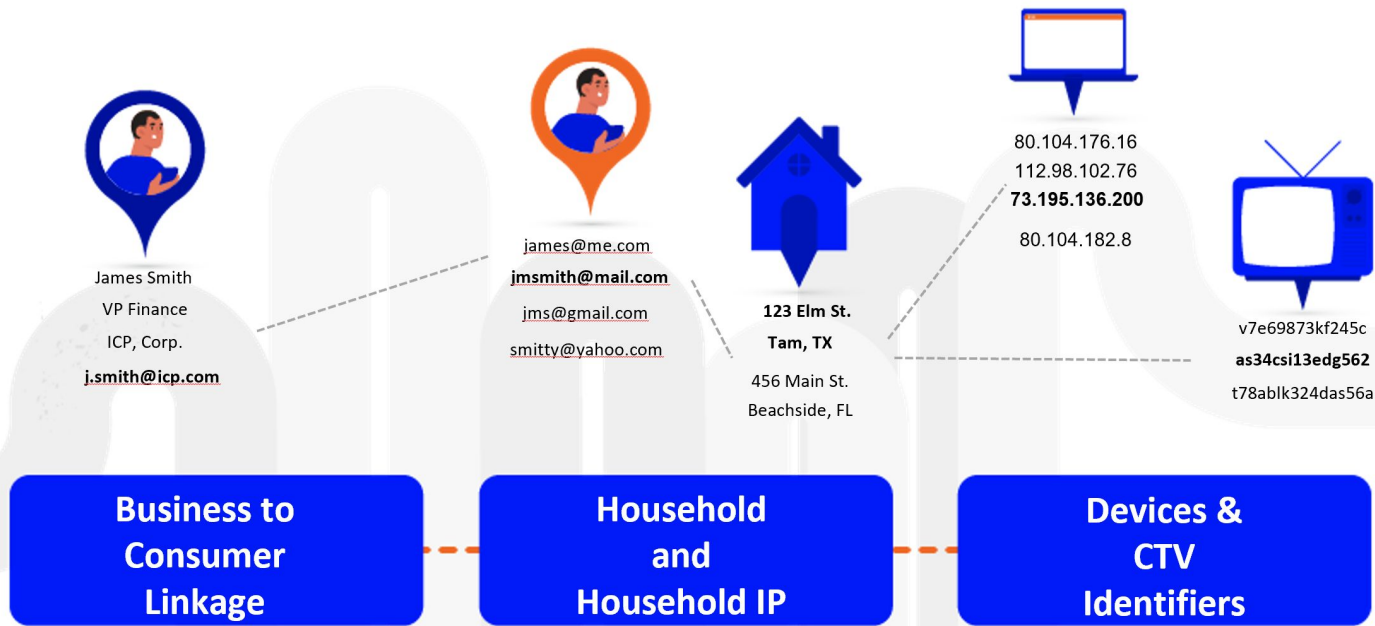 James Smith
VP Finance
ICP, Corp.
j.smith@icp.com
james@me.com
jmsmith@mail.com
jms@gmail.com
smitty@yahoo.com
123 Elm St.
Tam, TX
456 Main St.
Beachside, FL
80.104.176.16
112.98.102.76
73.195.136.200
80.104.182.8
v7e69873kf245c
as34csi13edg562
t78ablk324das56a
Business to
Consumer
Linkage
Household
and
Household IP
Devices &
CTV
Identifiers